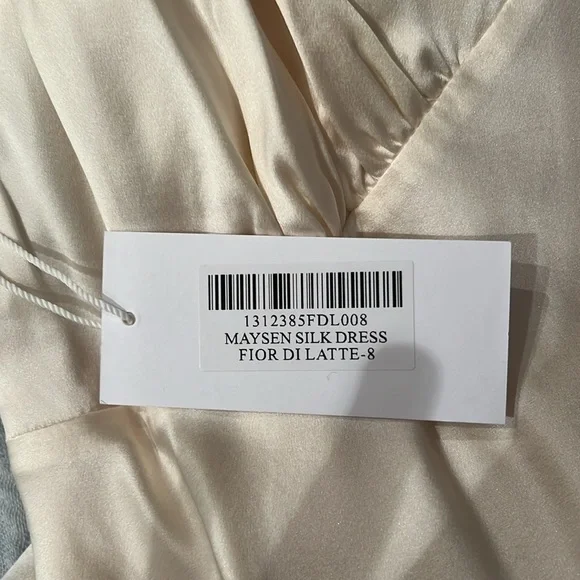 1312385FDL008
MAYSEN SILK DRESS
FIOR DI LATTE-8